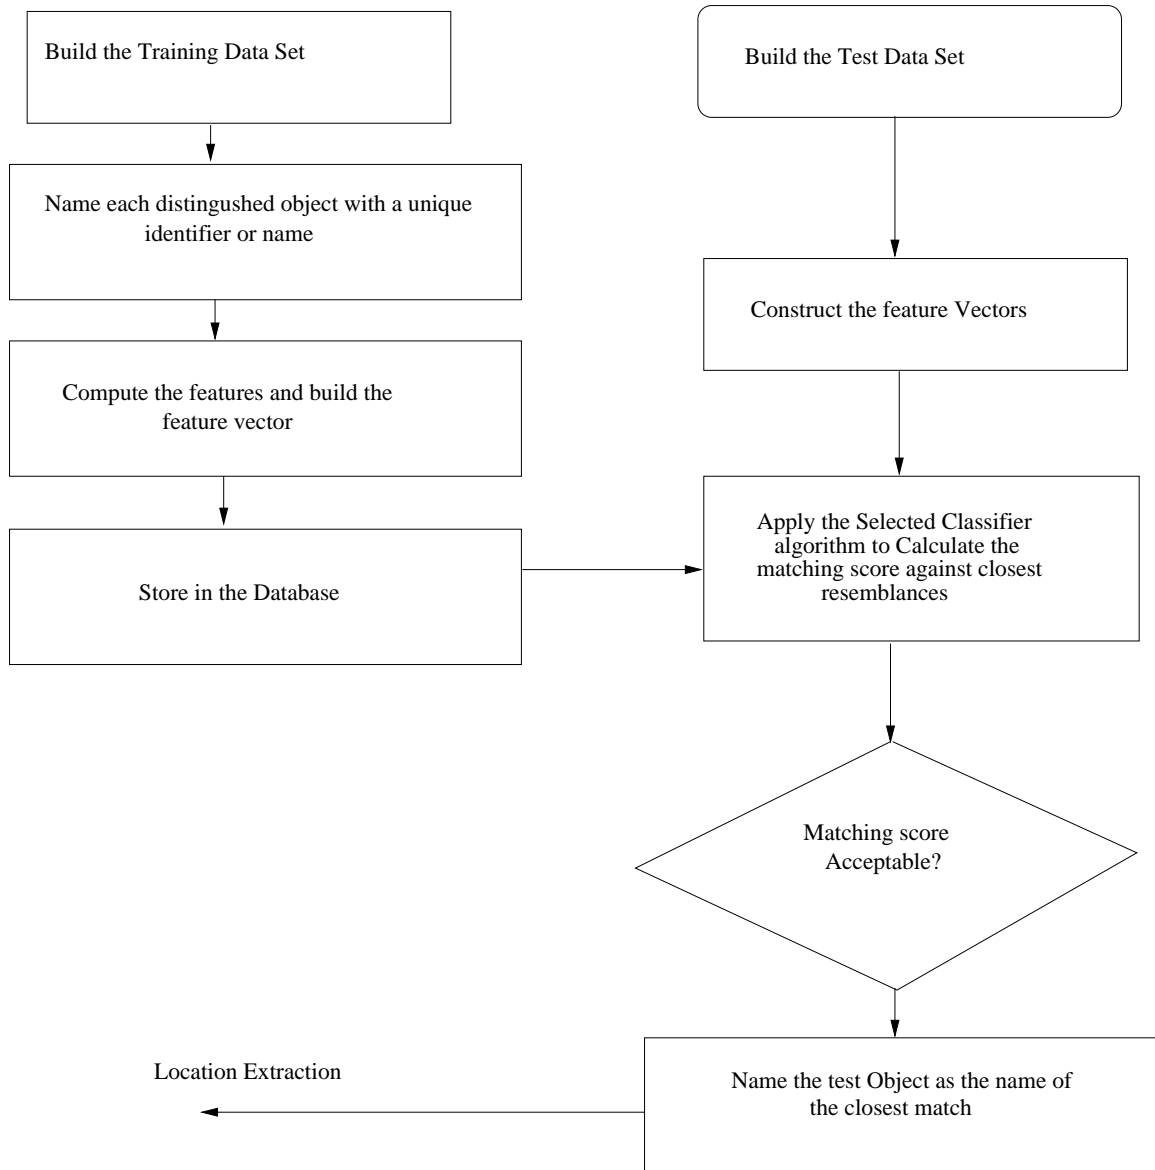 Build the Training Data Set
Name each distingushed object with a unique
identifier or name
Compute the features and build the
feature vector
Store in the Database
Build the Test Data Set
Construct the feature Vectors
Apply the Selected Classifier
algorithm to Calculate the
matching score against closest
resemblances
Matching score
Acceptable?
Name the test Object as the name of
the closest match
Location Extraction